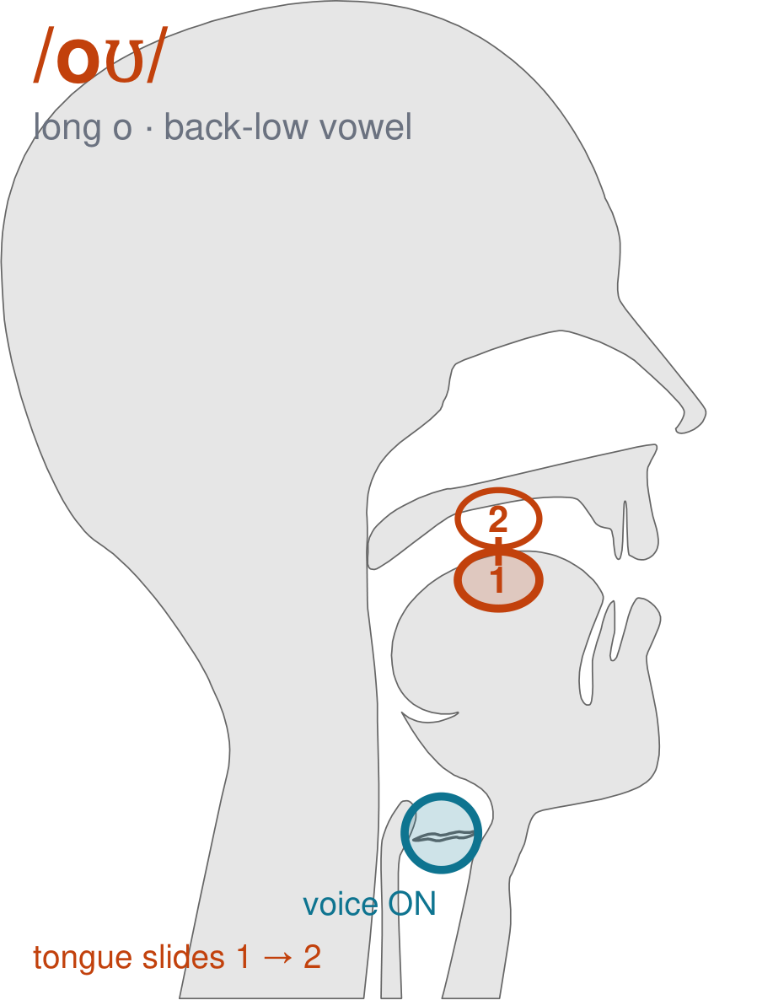 /oʊ/
long o · back-low vowel
2
1
voice ON
tongue slides 1 → 2